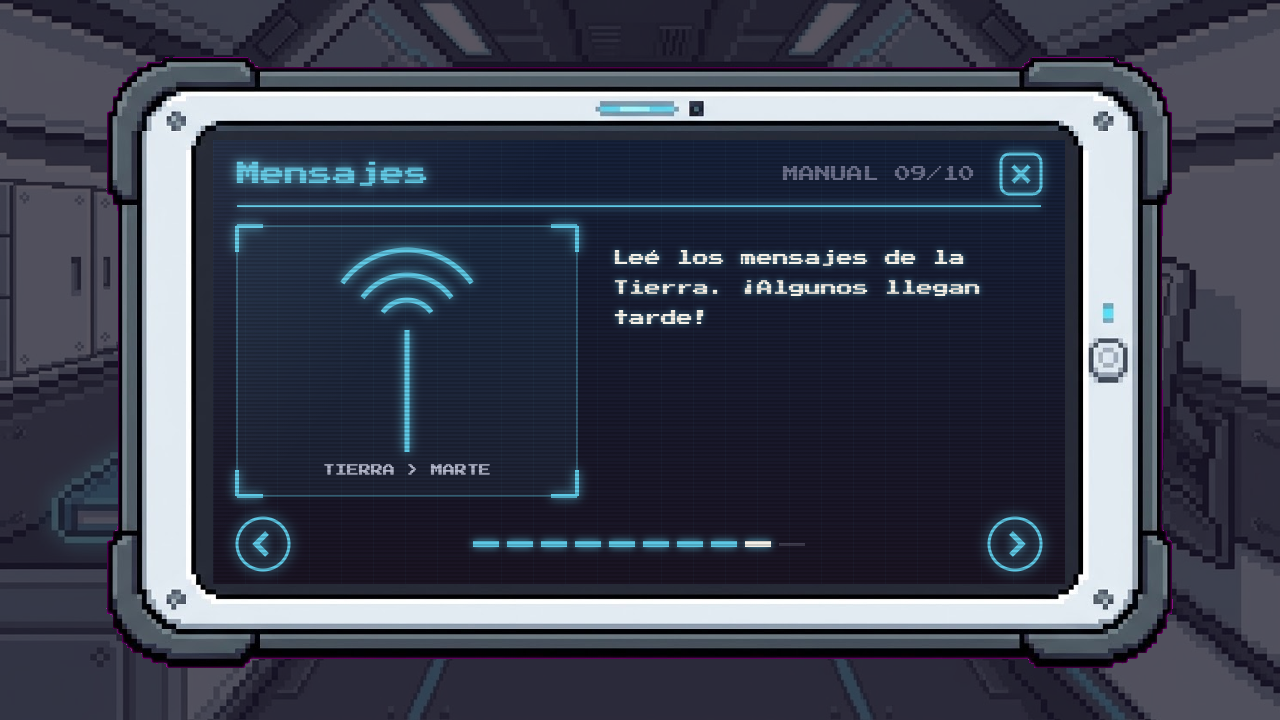 Mensajes
MANUAL 09/10
Leé los mensajes de la
Tierra. ¡Algunos llegan
tarde!
TIERRA > MARTE